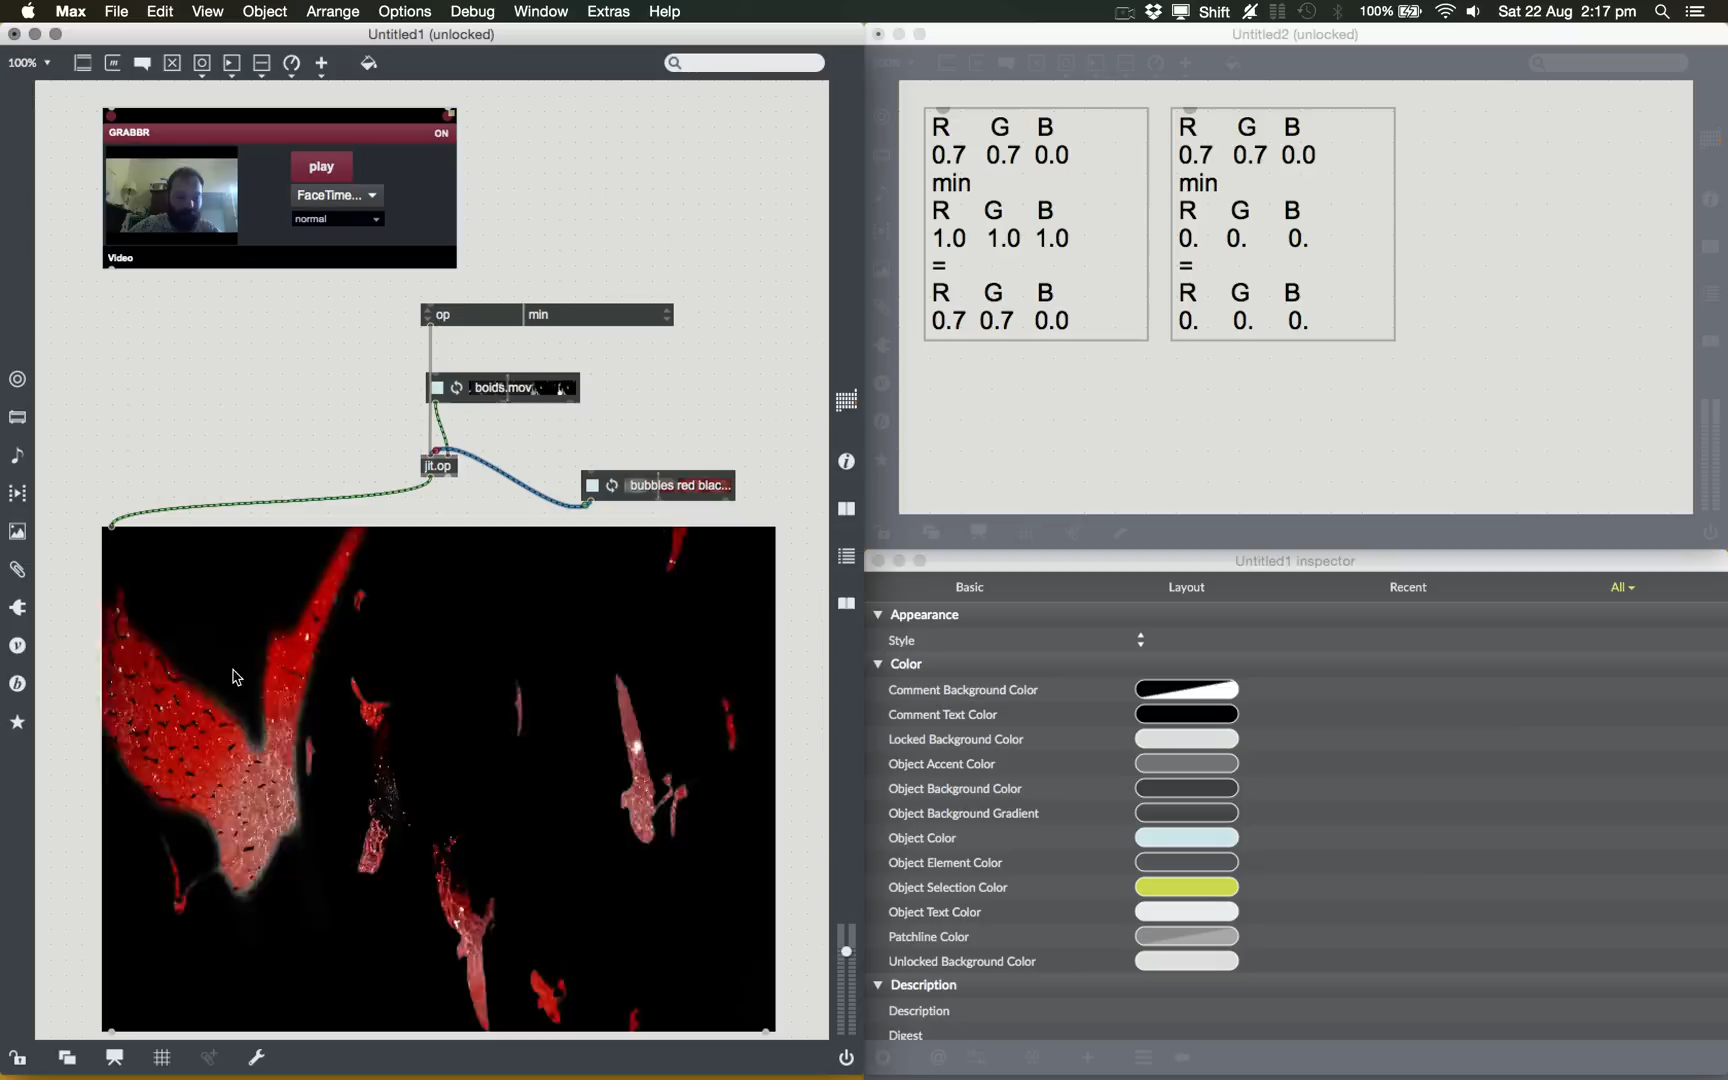 Max File Edit View Object Arrange Options Debug Window Extras Help
Shift 100% Sat 22 Aug 2:17 pm
Untitled1 (unlocked)
100%
GRABBR ON
play
FaceTime...
normal
Video
op min
boids.mov
jit.op
bubbles red blac...
Untitled2 (unlocked)
R G B
0.7 0.7 0.0
min
R G B
1.0 1.0 1.0
=
R G B
0.7 0.7 0.0
R G B
0.7 0.7 0.0
min
R G B
0. 0. 0.
=
R G B
0. 0. 0.
Untitled1 inspector
Basic Layout Recent All
Appearance
Style
Color
Comment Background Color
Comment Text Color
Locked Background Color
Object Accent Color
Object Background Color
Object Background Gradient
Object Color
Object Element Color
Object Selection Color
Object Text Color
Patchline Color
Unlocked Background Color
Description
Description
Digest